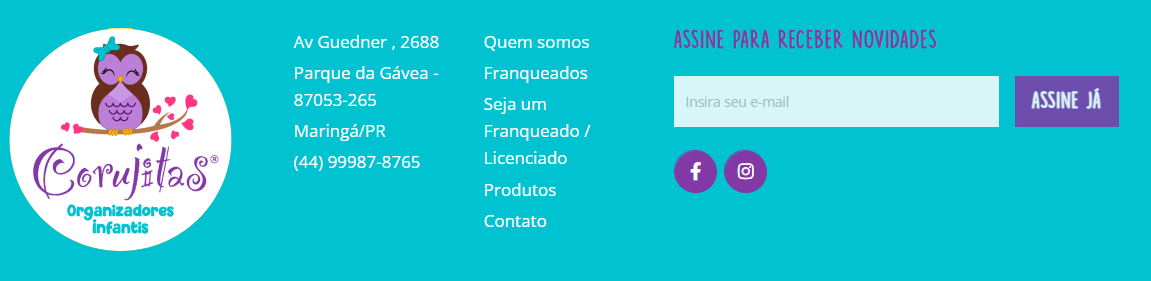 Corujitas®
Organizadores
infantis
Av Guedner , 2688
Parque da Gávea -
87053-265
Maringá/PR
(44) 99987-8765
Quem somos
Franqueados
Seja um
Franqueado /
Licenciado
Produtos
Contato
ASSINE PARA RECEBER NOVIDADES
Insira seu e-mail
ASSINE JÁ